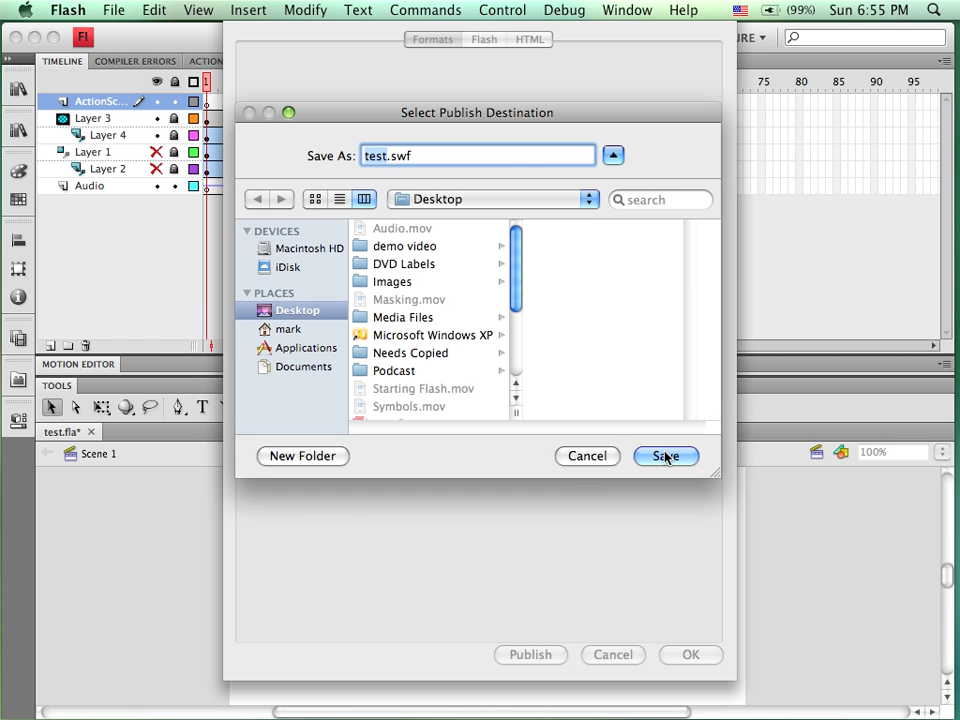 Flash File Edit View Insert Modify Text Commands Control Debug Window Help (99%) Sun 6:55 PM
Fl
Formats Flash HTML
URE
TIMELINE COMPILER ERRORS ACTION
1 75 80 85 90 95
ActionSc...
Layer 3
Layer 4
Layer 1
Layer 2
Audio
Select Publish Destination
Save As: test.swf
Desktop
search
DEVICES
Macintosh HD
iDisk
PLACES
Desktop
mark
Applications
Documents
Audio.mov
demo video
DVD Labels
Images
Masking.mov
Media Files
Microsoft Windows XP
Needs Copied
Podcast
Starting Flash.mov
Symbols.mov
New Folder Cancel Save
MOTION EDITOR
TOOLS
T
test.fla*
Scene 1
100%
Publish Cancel OK